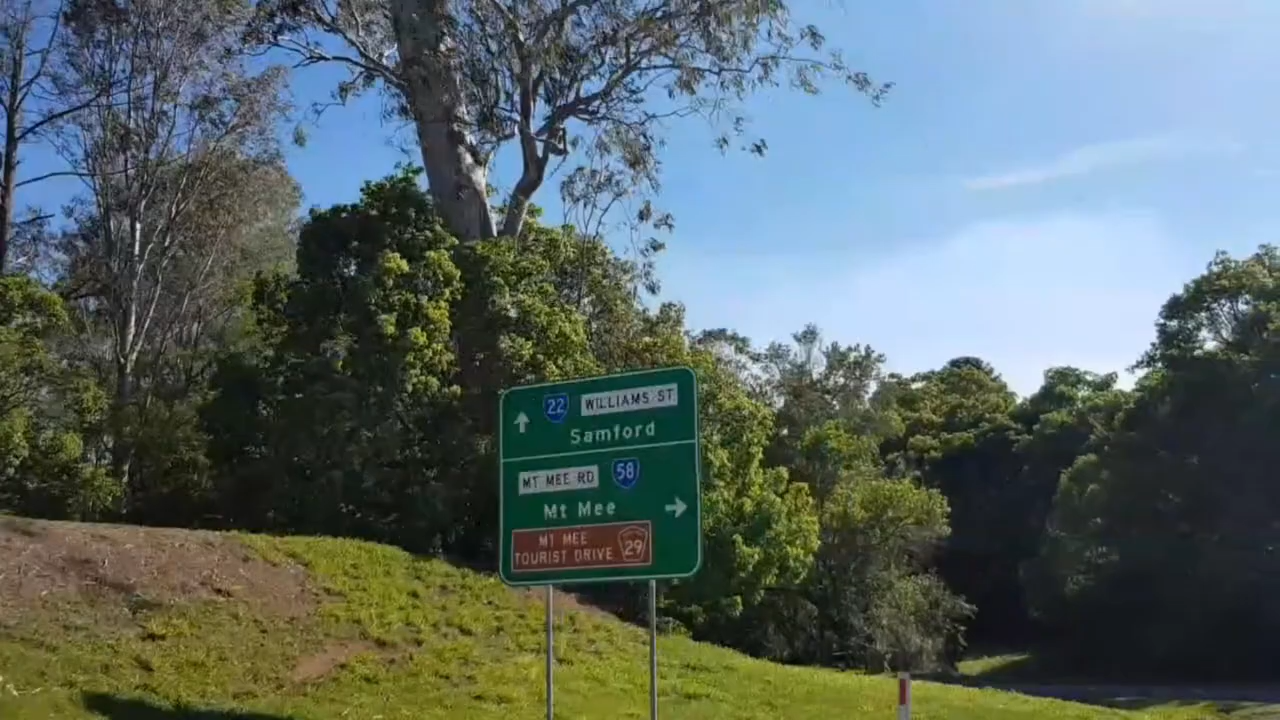 22 WILLIAMS ST
Samford
MT MEE RD 58
Mt Mee
MT MEE
TOURIST DRIVE 29